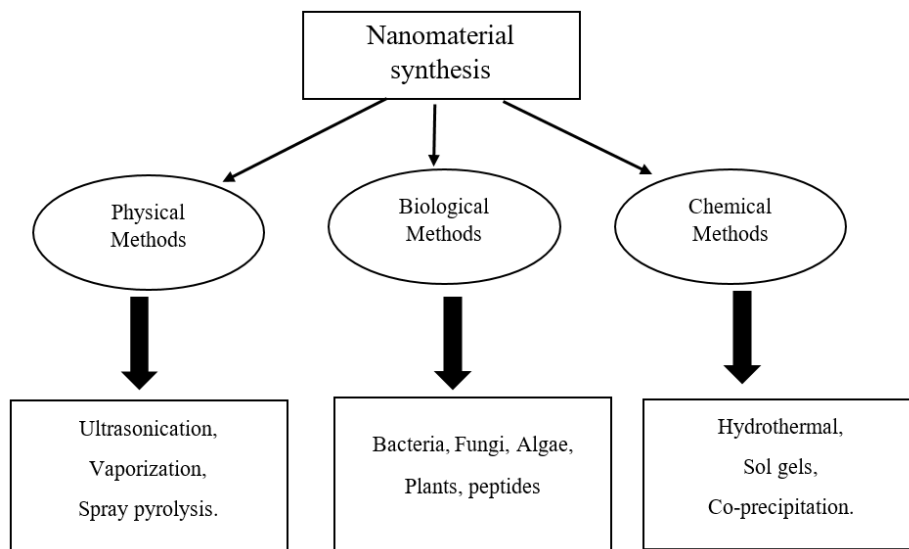 Nanomaterial
synthesis
Physical
Methods
Biological
Methods
Chemical
Methods
Ultrasonication,
Vaporization,
Spray pyrolysis.
Bacteria, Fungi, Algae,
Plants, peptides
Hydrothermal,
Sol gels,
Co-precipitation.